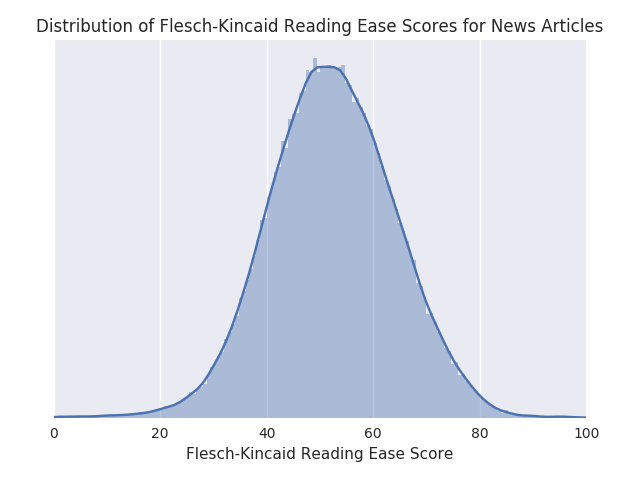 Distribution of Flesch-Kincaid Reading Ease Scores for News Articles
0 20 40 60 80 100
Flesch-Kincaid Reading Ease Score